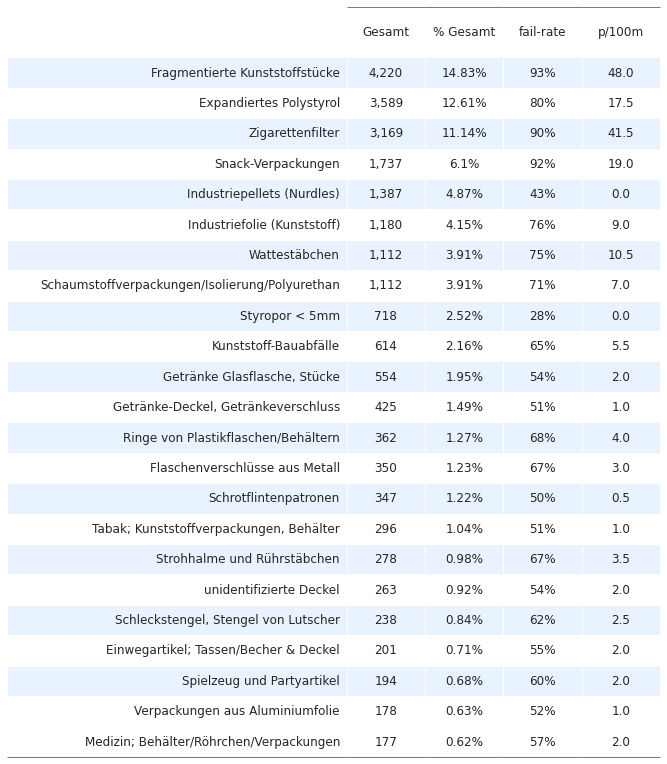 Gesamt % Gesamt fail-rate p/100m
Fragmentierte Kunststoffstücke 4,220 14.83% 93% 48.0
Expandiertes Polystyrol 3,589 12.61% 80% 17.5
Zigarettenfilter 3,169 11.14% 90% 41.5
Snack-Verpackungen 1,737 6.1% 92% 19.0
Industriepellets (Nurdles) 1,387 4.87% 43% 0.0
Industriefolie (Kunststoff) 1,180 4.15% 76% 9.0
Wattestäbchen 1,112 3.91% 75% 10.5
Schaumstoffverpackungen/Isolierung/Polyurethan 1,112 3.91% 71% 7.0
Styropor < 5mm 718 2.52% 28% 0.0
Kunststoff-Bauabfälle 614 2.16% 65% 5.5
Getränke Glasflasche, Stücke 554 1.95% 54% 2.0
Getränke-Deckel, Getränkeverschluss 425 1.49% 51% 1.0
Ringe von Plastikflaschen/Behältern 362 1.27% 68% 4.0
Flaschenverschlüsse aus Metall 350 1.23% 67% 3.0
Schrotflintenpatronen 347 1.22% 50% 0.5
Tabak; Kunststoffverpackungen, Behälter 296 1.04% 51% 1.0
Strohhalme und Rührstäbchen 278 0.98% 67% 3.5
unidentifizierte Deckel 263 0.92% 54% 2.0
Schleckstengel, Stengel von Lutscher 238 0.84% 62% 2.5
Einwegartikel; Tassen/Becher & Deckel 201 0.71% 55% 2.0
Spielzeug und Partyartikel 194 0.68% 60% 2.0
Verpackungen aus Aluminiumfolie 178 0.63% 52% 1.0
Medizin; Behälter/Röhrchen/Verpackungen 177 0.62% 57% 2.0